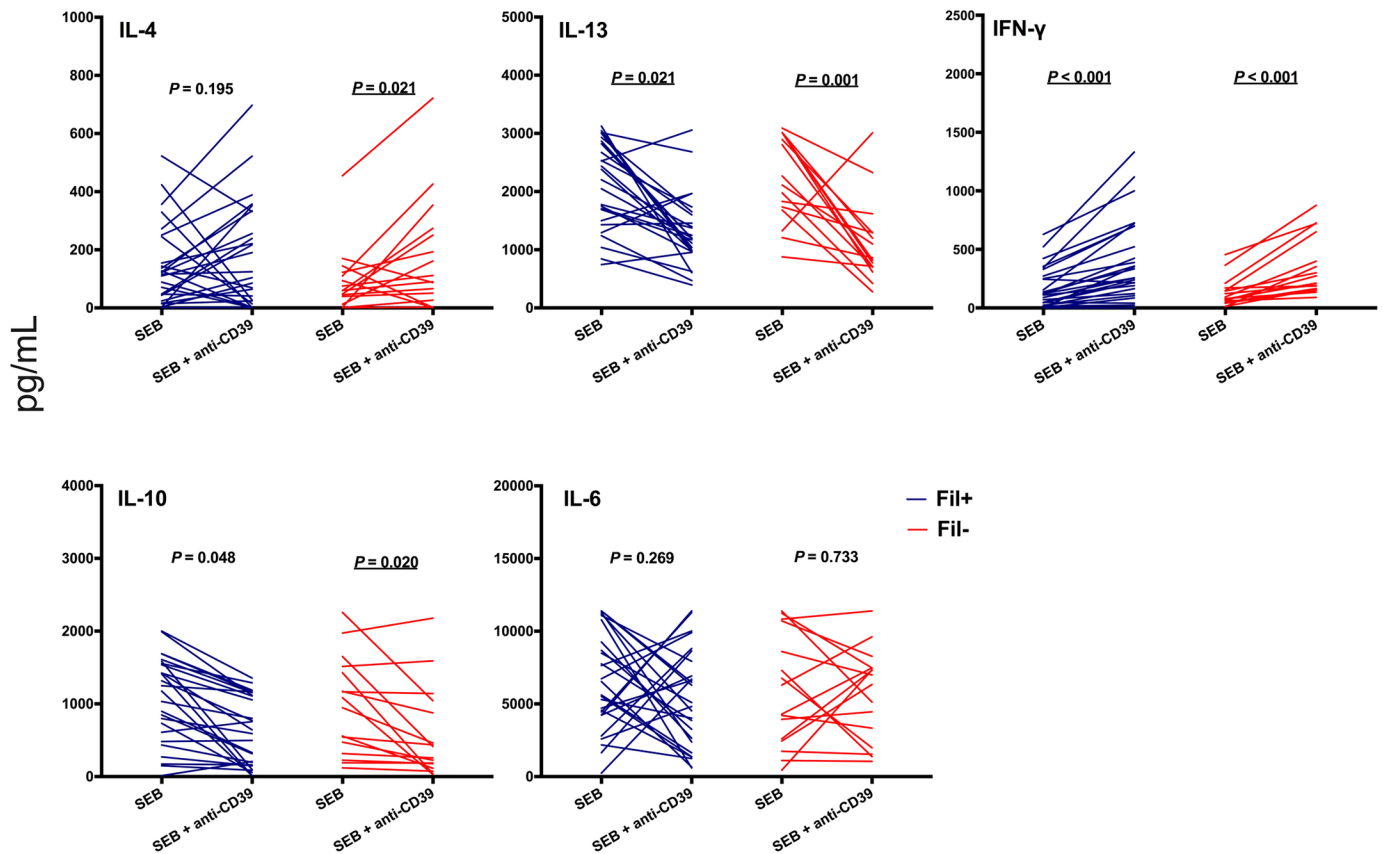 pg/mL
IL-4
1000
800
600
400
200
0
P = 0.195
P = 0.021
SEB
SEB + anti-CD39
SEB
SEB + anti-CD39
IL-13
5000
4000
3000
2000
1000
0
P = 0.021
P = 0.001
SEB
SEB + anti-CD39
SEB
SEB + anti-CD39
IFN-γ
2500
2000
1500
1000
500
0
P < 0.001
P < 0.001
SEB
SEB + anti-CD39
SEB
SEB + anti-CD39
IL-10
4000
3000
2000
1000
0
P = 0.048
P = 0.020
SEB
SEB + anti-CD39
SEB
SEB + anti-CD39
IL-6
20000
15000
10000
5000
0
P = 0.269
P = 0.733
SEB
SEB + anti-CD39
SEB
SEB + anti-CD39
Fil+
Fil-